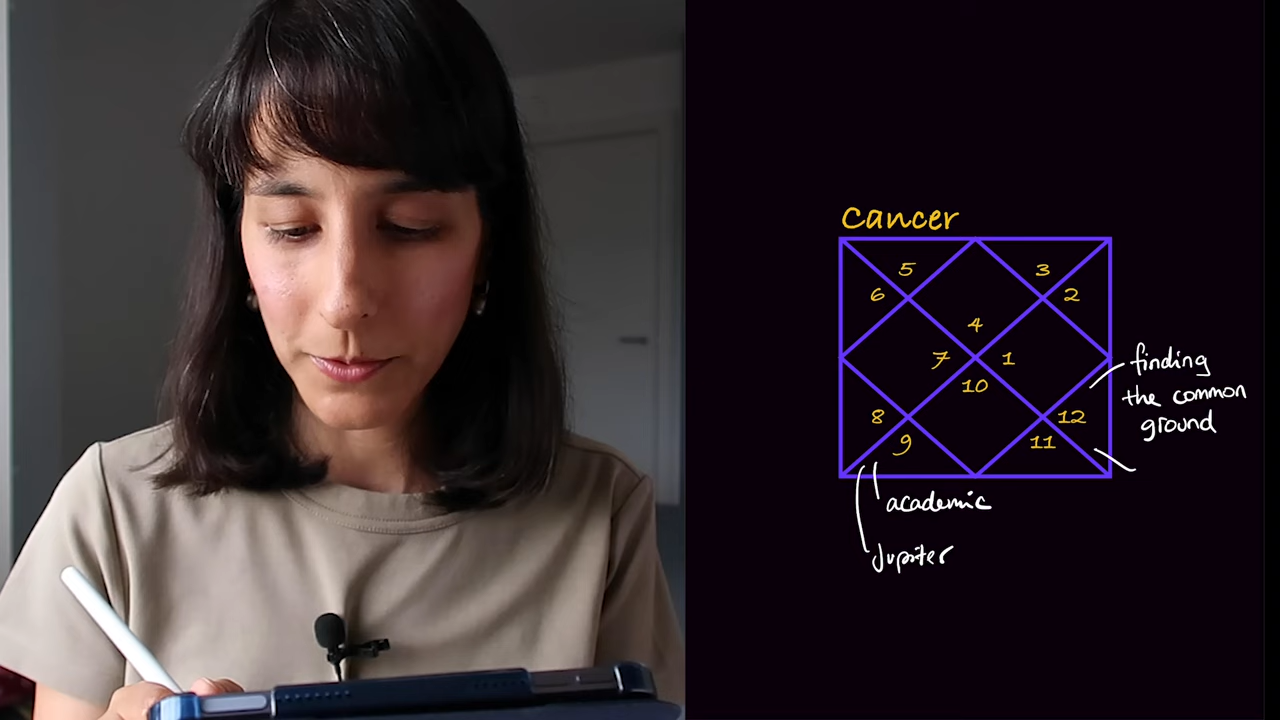 Cancer
5
3
6
2
4
7
1
10
8
12
9
11
finding
the common
ground
academic
Jupiter